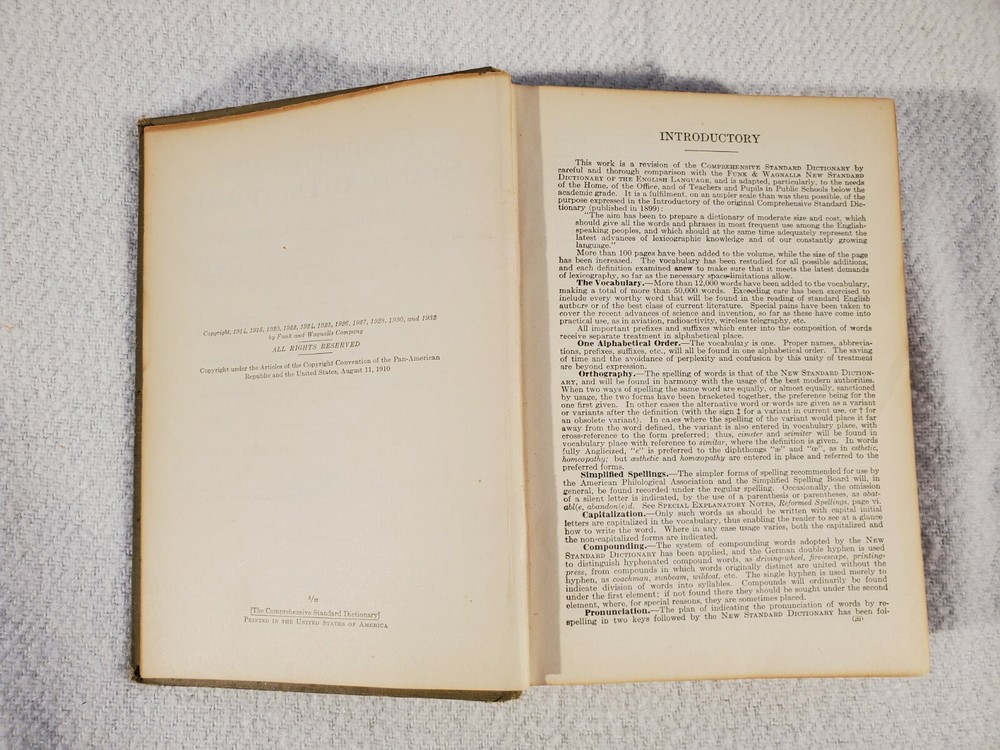 Copyright, 1914, 1915, 1920, 1922, 1924, 1925, 1926, 1927, 1928, 1930, and 1932
by Funk and Wagnalls Company
ALL RIGHTS RESERVED
Copyright under the Articles of the Copyright Convention of the Pan-American
Republic and the United States, August 11, 1910
[The Comprehensive Standard Dictionary]
PRINTED IN THE UNITED STATES OF AMERICA
INTRODUCTORY
This work is a revision of the COMPREHENSIVE STANDARD DICTIONARY by
careful and thorough comparison with the FUNK & WAGNALLS NEW STANDARD
DICTIONARY OF THE ENGLISH LANGUAGE, and is adapted, particularly, to the needs
of the Home, of the Office, and of Teachers and Pupils in Public Schools below the
academic grade. It is a fulfilment, on an ampler scale than was then possible, of the
purpose expressed in the Introductory of the original Comprehensive Standard Dic-
tionary (published in 1899):
"The aim has been to prepare a dictionary of moderate size and cost, which
should give all the words and phrases in most frequent use among the English-
speaking peoples, and which should at the same time adequately represent the
latest advances of lexicographic knowledge and of our constantly growing
language."
More than 100 pages have been added to the volume, while the size of the page
has been increased. The vocabulary has been restudied for all possible additions,
and each definition examined anew to make sure that it meets the latest demands
of lexicography, so far as the necessary space-limitations allow.
The Vocabulary.—More than 12,000 words have been added to the vocabulary,
making a total of more than 50,000 words. Exceeding care has been exercised to
include every worthy word that will be found in the reading of standard English
authors or of the best class of current literature. Special pains have been taken to
cover the recent advances of science and invention, so far as these have come into
practical use, as in aviation, radioactivity, wireless telegraphy, etc.
All important prefixes and suffixes which enter into the composition of words
receive separate treatment in alphabetical place.
One Alphabetical Order.—The vocabulary is one. Proper names, abbrevia-
tions, prefixes, suffixes, etc., will all be found in one alphabetical order. The saving
of time and the avoidance of perplexity and confusion by this unity of treatment
are beyond expression.
Orthography.—The spelling of words is that of the NEW STANDARD DICTION-
ARY, and will be found in harmony with the usage of the best modern authorities.
When two ways of spelling the same word are equally, or almost equally, sanctioned
by usage, the two forms have been bracketed together, the preference being for the
one first given. In other cases the alternative word or words are given as a variant
or variants after the definition (with the sign ‡ for a variant in current use, or † for
an obsolete variant). In cases where the spelling of the variant would place it far
away from the word defined, the variant is also entered in vocabulary place, with
cross-reference to the form preferred; thus, cimeter and scimiter will be found in
vocabulary place with reference to simitar, where the definition is given. In words
fully Anglicized, "e" is preferred to the diphthongs "æ" and "œ", as in esthetic,
homeopathy; but æsthetic and homœopathy are entered in place and referred to the
preferred forms.
Simplified Spellings.—The simpler forms of spelling recommended for use by
the American Philological Association and the Simplified Spelling Board will, in
general, be found recorded under the regular spelling. Occasionally, the omission
of a silent letter is indicated, by the use of a parenthesis or parentheses, as abat-
abl(e, abandon(e)d. See SPECIAL EXPLANATORY NOTES, Reformed Spellings, page vi.
Capitalization.—Only such words as should be written with capital initial
letters are capitalized in the vocabulary, thus enabling the reader to see at a glance
how to write the word. Where in any case usage varies, both the capitalized and
the non-capitalized forms are indicated.
Compounding.—The system of compounding words adopted by the NEW
STANDARD DICTIONARY has been applied, and the German double hyphen is used
to distinguish hyphenated compound words, as driving-wheel, fire-escape, printing-
press, from compounds in which words originally distinct are united without the
hyphen, as coachman, sunbeam, wildcat, etc. The single hyphen is used merely to
indicate division of words into syllables. Compounds will ordinarily be found
under the first element; if not found there they should be sought under the second
element, where, for special reasons, they are sometimes placed.
Pronunciation.—The plan of indicating the pronunciation of words by re-
spelling in two keys followed by the NEW STANDARD DICTIONARY has been fol-
(iii)